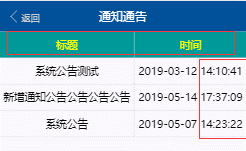 返回 通知通告
标题 时间
系统公告测试 2019-03-12 14:10:41
新增通知公告公告公告公告 2019-05-14 17:37:09
系统公告 2019-05-07 14:23:22